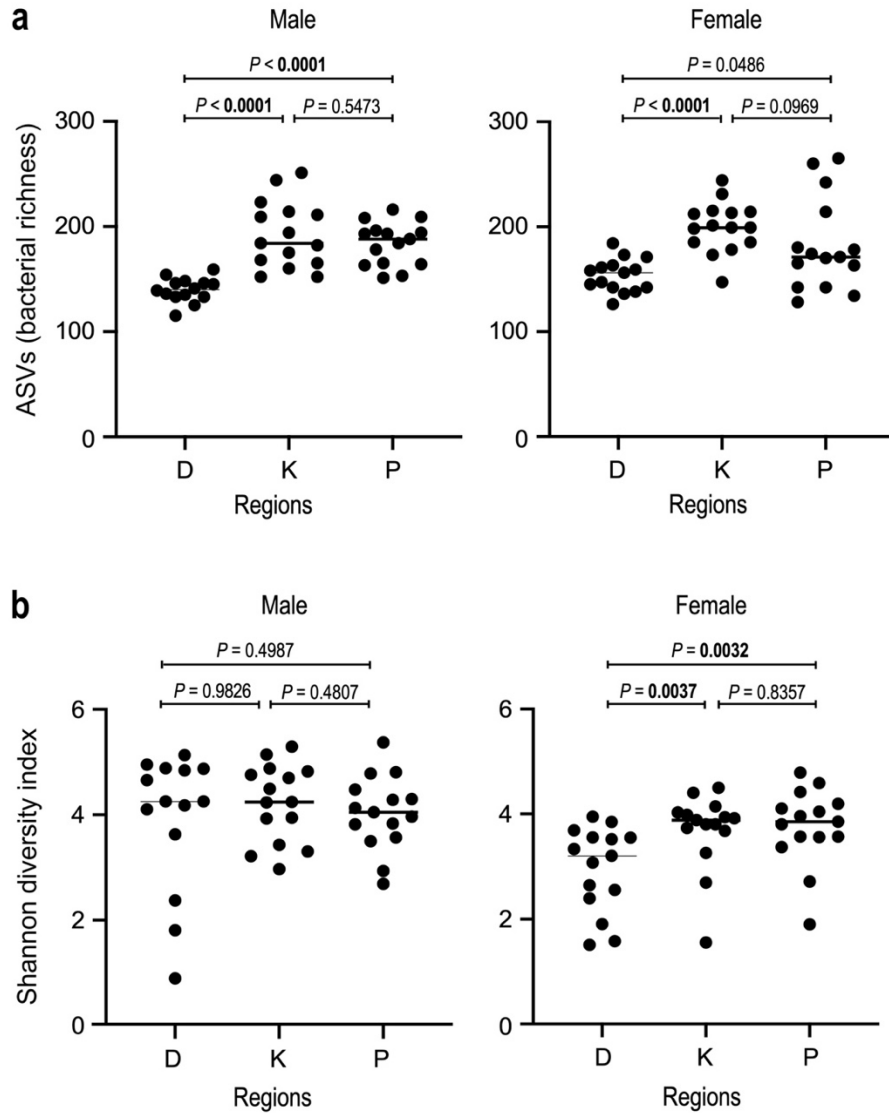 a
Male
Female
P < 0.0001
P = 0.0486
P < 0.0001
P = 0.5473
P < 0.0001
P = 0.0969
ASVs (bacterial richness)
300
200
100
0
D
K
P
Regions
300
200
100
0
D
K
P
Regions
b
Male
Female
P = 0.4987
P = 0.0032
P = 0.9826
P = 0.4807
P = 0.0037
P = 0.8357
Shannon diversity index
6
4
2
0
D
K
P
Regions
6
4
2
0
D
K
P
Regions